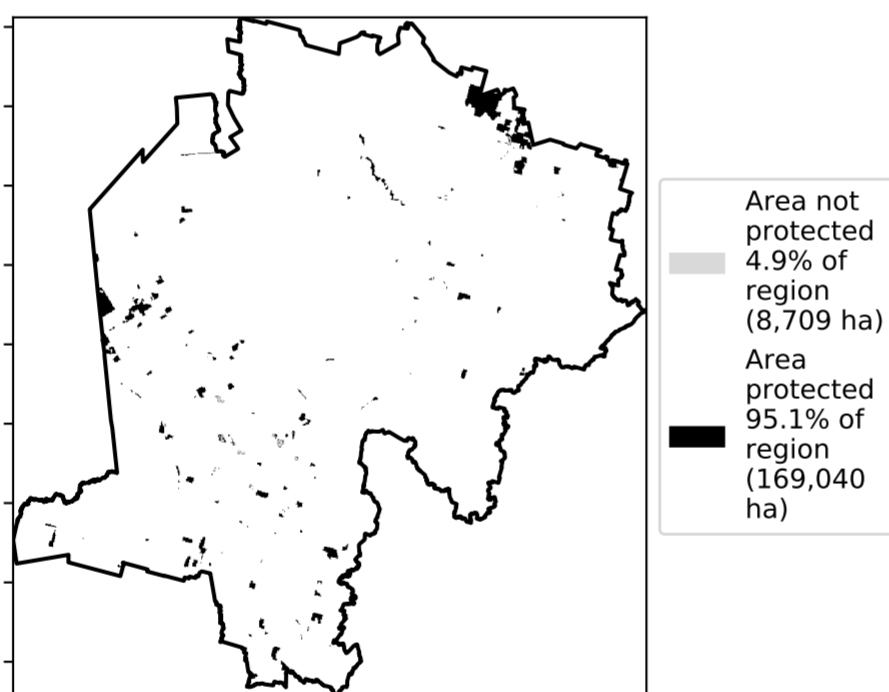 Area not
protected
4.9% of
region
(8,709 ha)
Area
protected
95.1% of
region
(169,040
ha)